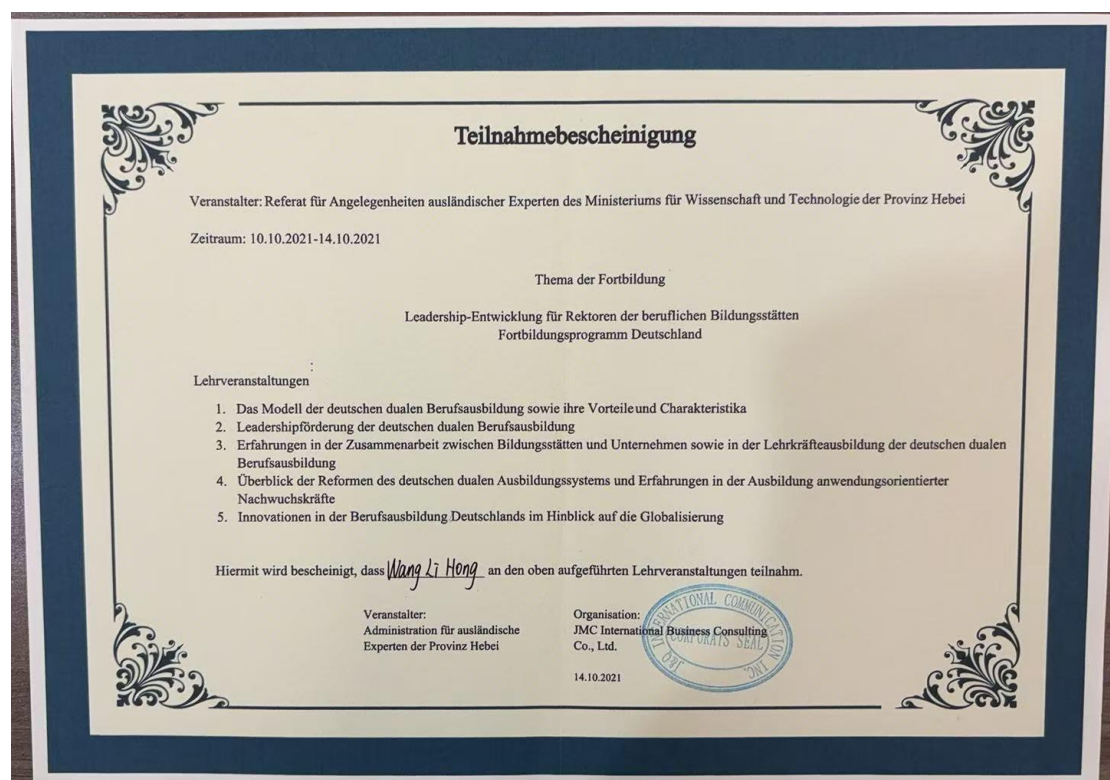 Teilnahmebescheinigung
Veranstalter: Referat für Angelegenheiten ausländischer Experten des Ministeriums für Wissenschaft und Technologie der Provinz Hebei
Zeitraum: 10.10.2021-14.10.2021
Thema der Fortbildung
Leadership-Entwicklung für Rektoren der beruflichen Bildungsstätten
Fortbildungsprogramm Deutschland
:
Lehrveranstaltungen
1. Das Modell der deutschen dualen Berufsausbildung sowie ihre Vorteile und Charakteristika
2. Leadershipförderung der deutschen dualen Berufsausbildung
3. Erfahrungen in der Zusammenarbeit zwischen Bildungsstätten und Unternehmen sowie in der Lehrkräfteausbildung der deutschen dualen
Berufsausbildung
4. Überblick der Reformen des deutschen dualen Ausbildungssystems und Erfahrungen in der Ausbildung anwendungsorientierter
Nachwuchskräfte
5. Innovationen in der Berufsausbildung Deutschlands im Hinblick auf die Globalisierung
Hiermit wird bescheinigt, dass Wang Li Hong an den oben aufgeführten Lehrveranstaltungen teilnahm.
Veranstalter:
Administration für ausländische
Experten der Provinz Hebei
Organisation:
JMC International Business Consulting
Co., Ltd.
14.10.2021
J&Q INTERNATIONAL COMMUNICATION INC.
CORPORATS SEAL